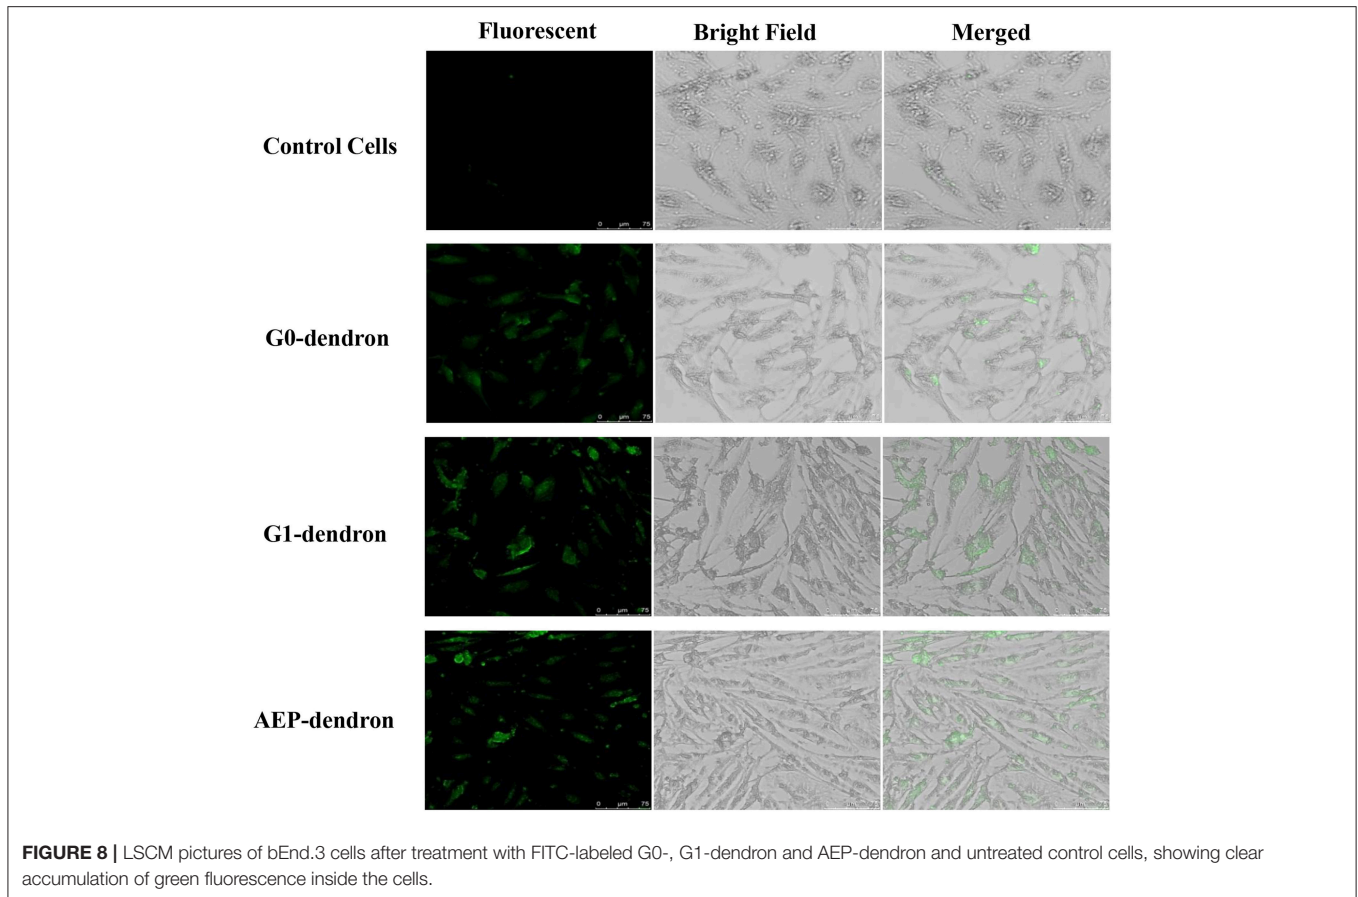 Fluorescent Bright Field Merged
Control Cells
0 µm 75
G0-dendron
0 µm 75
G1-dendron
0 µm 75
AEP-dendron
0 µm 75
FIGURE 8 | LSCM pictures of bEnd.3 cells after treatment with FITC-labeled G0-, G1-dendron and AEP-dendron and untreated control cells, showing clear
accumulation of green fluorescence inside the cells.